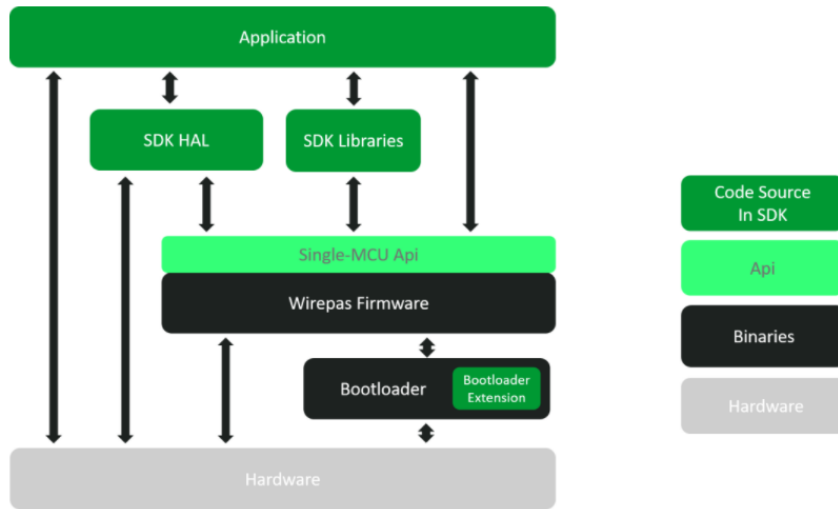 Application
SDK HAL
SDK Libraries
Single-MCU Api
Wirepas Firmware
Bootloader
Bootloader
Extension
Hardware
Code Source
In SDK
Api
Binaries
Hardware